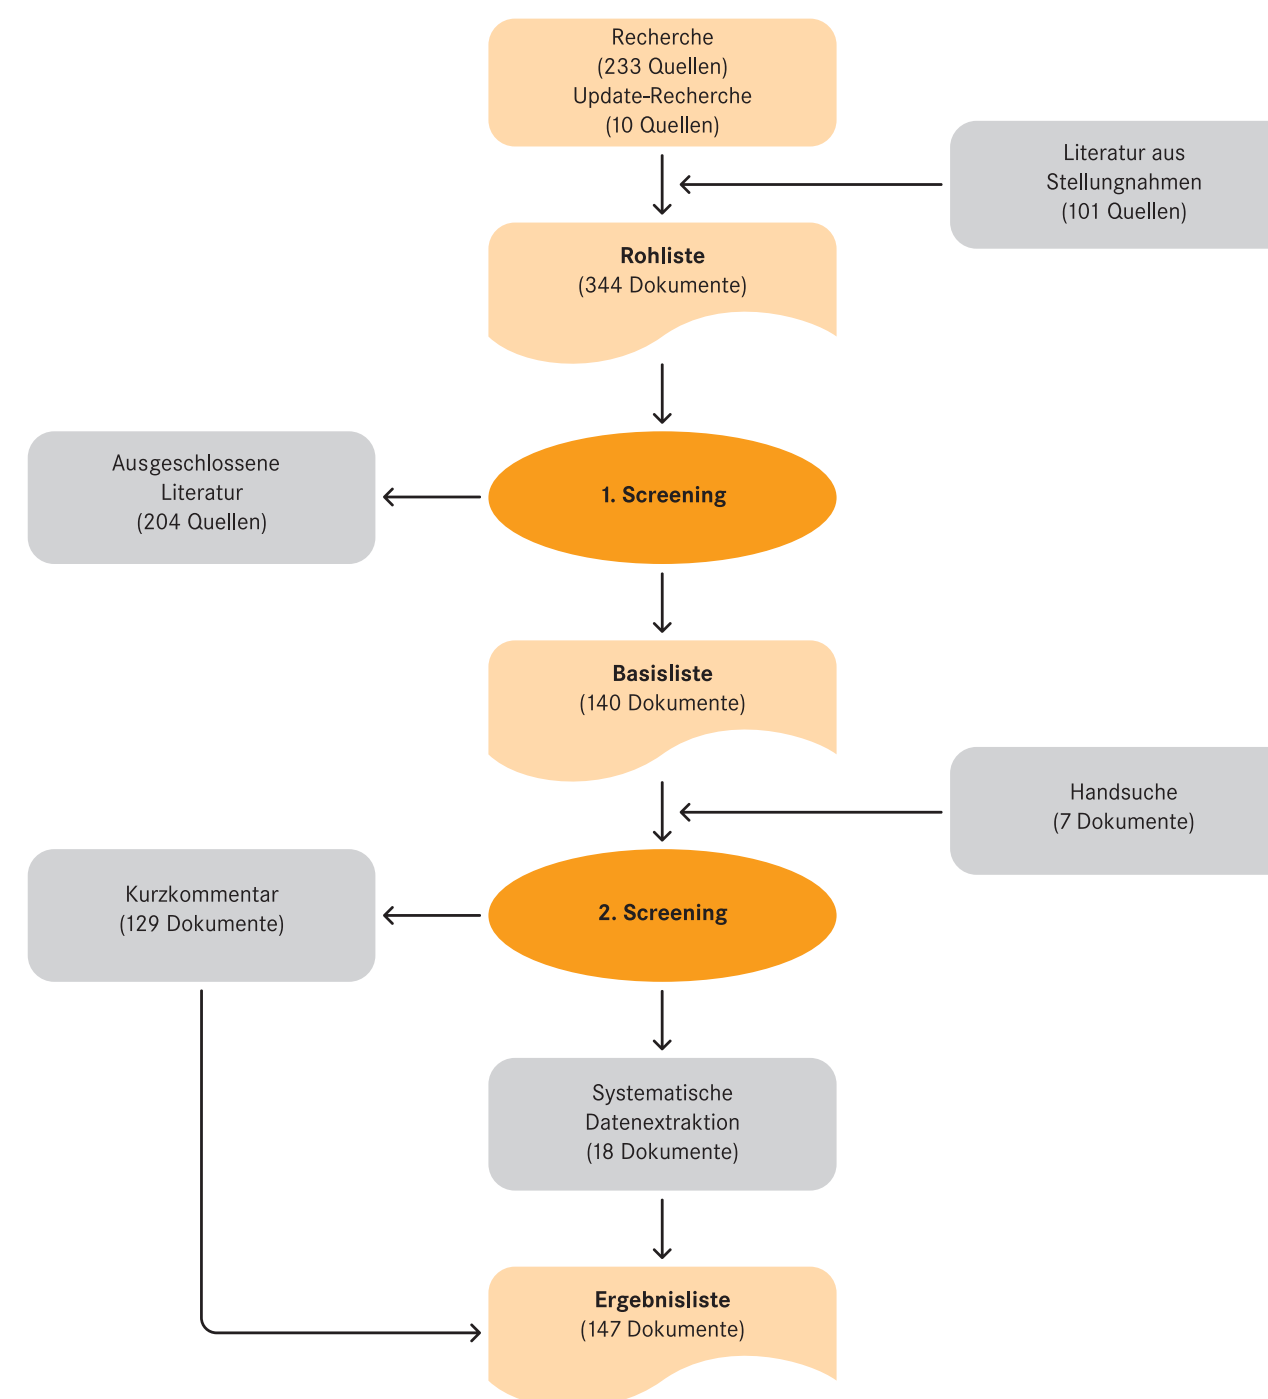 Recherche
(233 Quellen)
Update-Recherche
(10 Quellen)
Literatur aus
Stellungnahmen
(101 Quellen)
Rohliste
(344 Dokumente)
Ausgeschlossene
Literatur
(204 Quellen)
1. Screening
Basisliste
(140 Dokumente)
Handsuche
(7 Dokumente)
Kurzkommentar
(129 Dokumente)
2. Screening
Systematische
Datenextraktion
(18 Dokumente)
Ergebnisliste
(147 Dokumente)